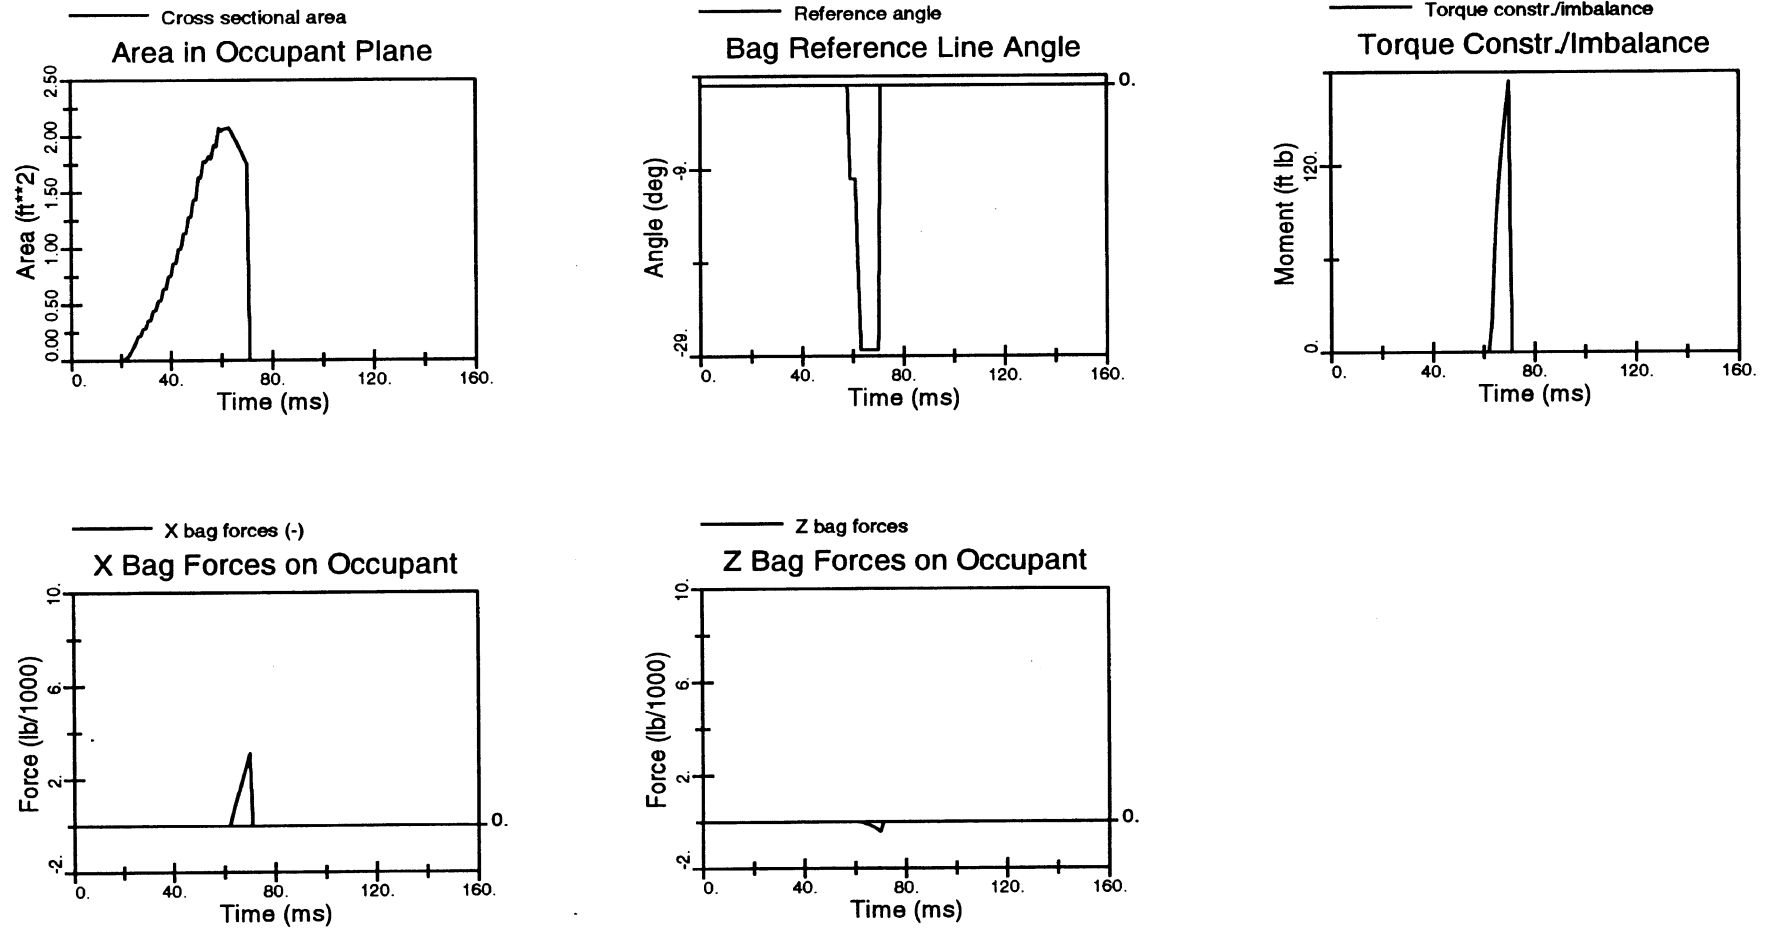 Cross sectional area
Area in Occupant Plane
2.50
2.00
1.50
1.00
0.50
0.00
Area (ft**2)
0. 40. 80. 120. 160.
Time (ms)
Reference angle
Bag Reference Line Angle
0.
-9.
-29.
Angle (deg)
0. 40. 80. 120. 160.
Time (ms)
Torque constr./imbalance
Torque Constr./Imbalance
120.
0.
Moment (ft lb)
0. 40. 80. 120. 160.
Time (ms)
X bag forces (-)
X Bag Forces on Occupant
10.
6.
2.
-2.
Force (lb/1000)
0.
0. 40. 80. 120. 160.
Time (ms)
Z bag forces
Z Bag Forces on Occupant
10.
6.
2.
-2.
Force (lb/1000)
0.
0. 40. 80. 120. 160.
Time (ms)